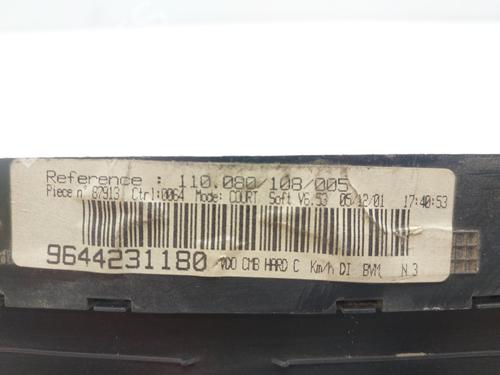 Reference : 110.080/108/005
Piece n° 87913 Ctrl:0064 Mode: COURT Soft V6.53 05/12/01 17:40:53
9644231180 VDO CMB HARD C Km/h DI BVM N 3